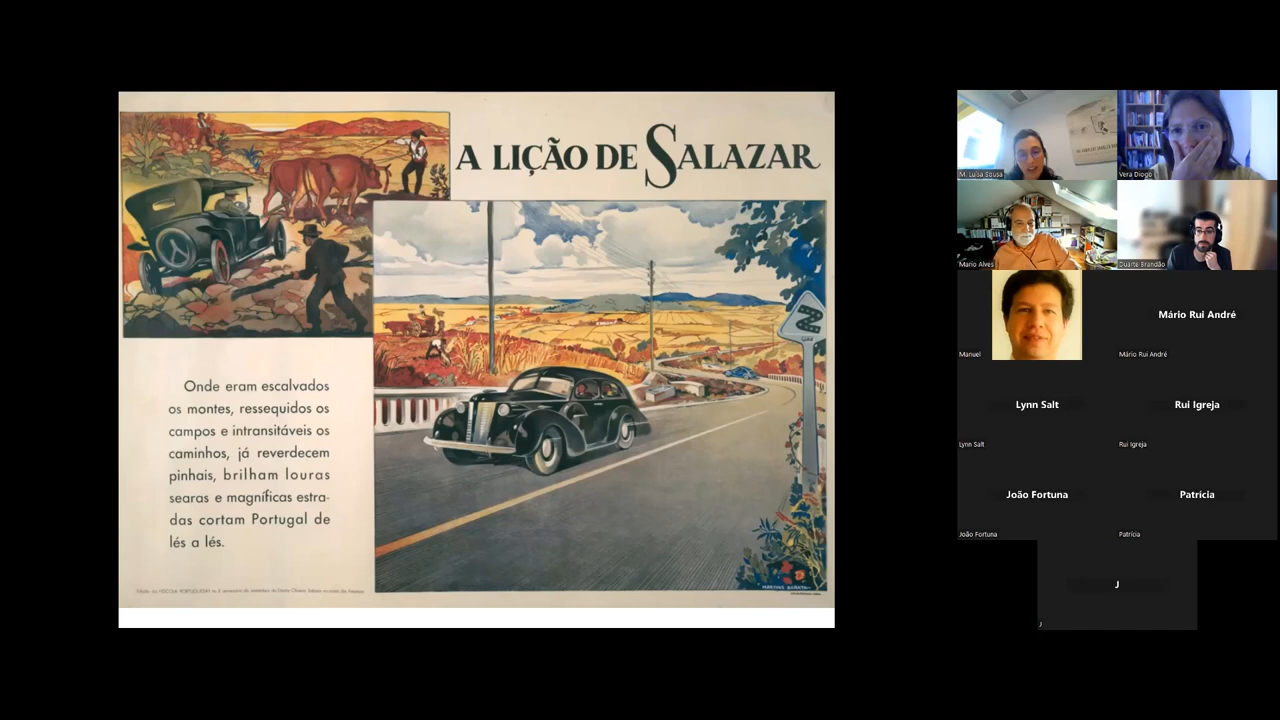 A LIÇÃO DE SALAZAR
Onde eram escalvados
os montes, ressequidos os
campos e intransitáveis os
caminhos, já reverdecem
pinhais, brilham louras
searas e magníficas estra-
das cortam Portugal de
lés a lés.
MARTINS BARATA
M. Luísa Sousa
Vera Diogo
Mario Alves
Duarte Brandão
Manuel
Mário Rui André
Mário Rui André
Lynn Salt
Lynn Salt
Rui Igreja
Rui Igreja
João Fortuna
João Fortuna
Patrícia
Patrícia
J
J